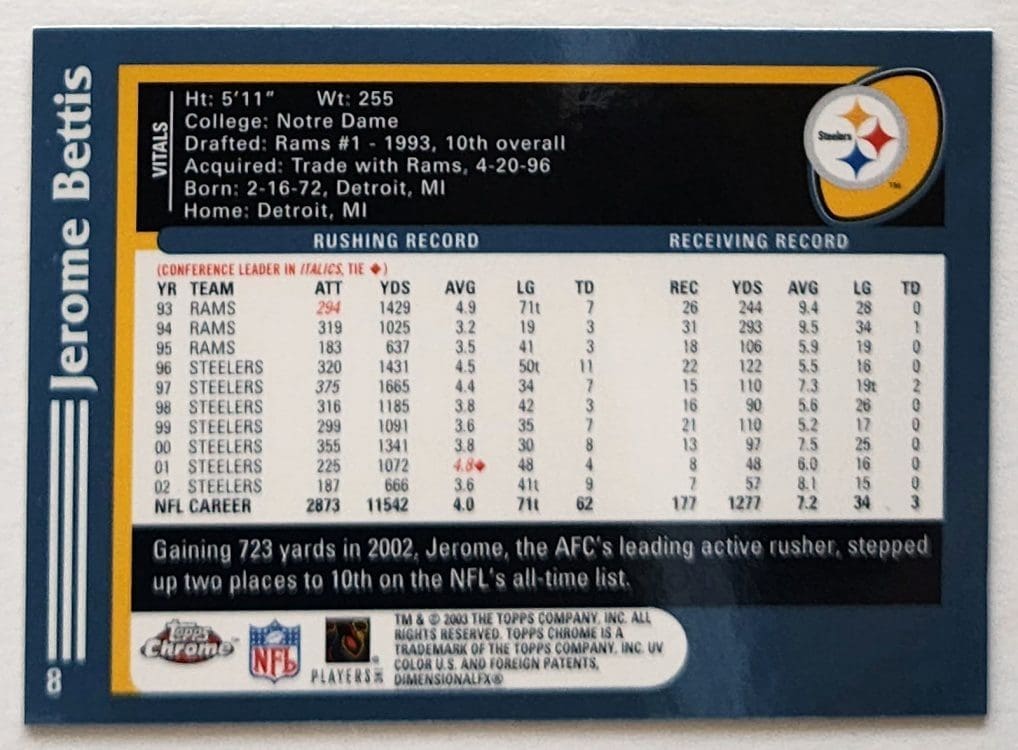 Jerome Bettis
8
VITALS
Ht: 5'11" Wt: 255
College: Notre Dame
Drafted: Rams #1 - 1993, 10th overall
Acquired: Trade with Rams, 4-20-96
Born: 2-16-72, Detroit, MI
Home: Detroit, MI
Steelers
TM
RUSHING RECORD RECEIVING RECORD
(CONFERENCE LEADER IN ITALICS, TIE ♦)
YR TEAM ATT YDS AVG LG TD REC YDS AVG LG TD
93 RAMS 294 1429 4.9 71t 7 26 244 9.4 28 0
94 RAMS 319 1025 3.2 19 3 31 293 9.5 34 1
95 RAMS 183 637 3.5 41 3 18 106 5.9 19 0
96 STEELERS 320 1431 4.5 50t 11 22 122 5.5 16 0
97 STEELERS 375 1665 4.4 34 7 15 110 7.3 19t 2
98 STEELERS 316 1185 3.8 42 3 16 90 5.6 26 0
99 STEELERS 299 1091 3.6 35 7 21 110 5.2 17 0
00 STEELERS 355 1341 3.8 30 8 13 97 7.5 25 0
01 STEELERS 225 1072 4.8♦ 48 4 8 48 6.0 16 0
02 STEELERS 187 666 3.6 41t 9 7 57 8.1 15 0
NFL CAREER 2873 11542 4.0 71t 62 177 1277 7.2 34 3
Gaining 723 yards in 2002, Jerome, the AFC's leading active rusher, stepped
up two places to 10th on the NFL's all-time list.
Topps Chrome™
NFL
PLAYERS INC
TM & © 2003 THE TOPPS COMPANY, INC. ALL
RIGHTS RESERVED. TOPPS CHROME IS A
TRADEMARK OF THE TOPPS COMPANY, INC. UV
COLOR U.S. AND FOREIGN PATENTS,
DIMENSIONALFX®